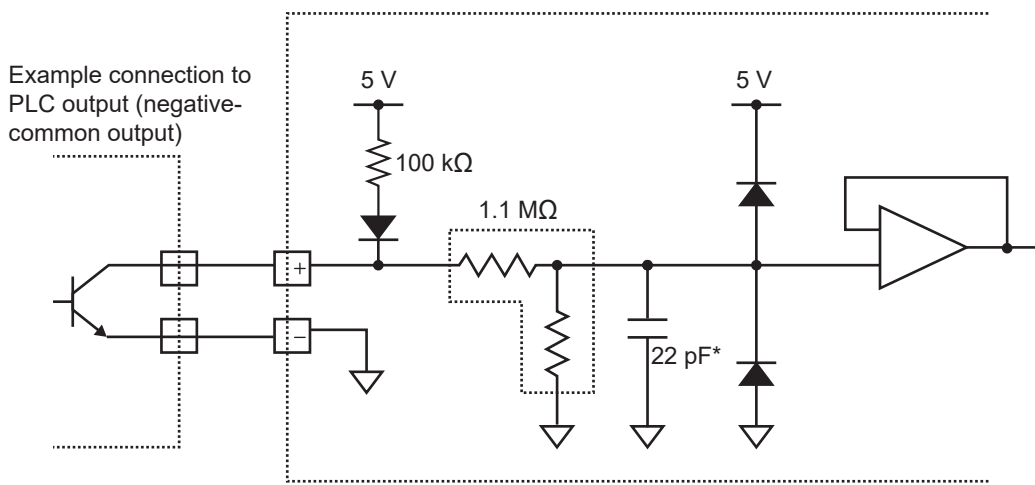 Example connection to
PLC output (negative-
common output)
5 V
5 V
100 kΩ
1.1 MΩ
+
−
22 pF*